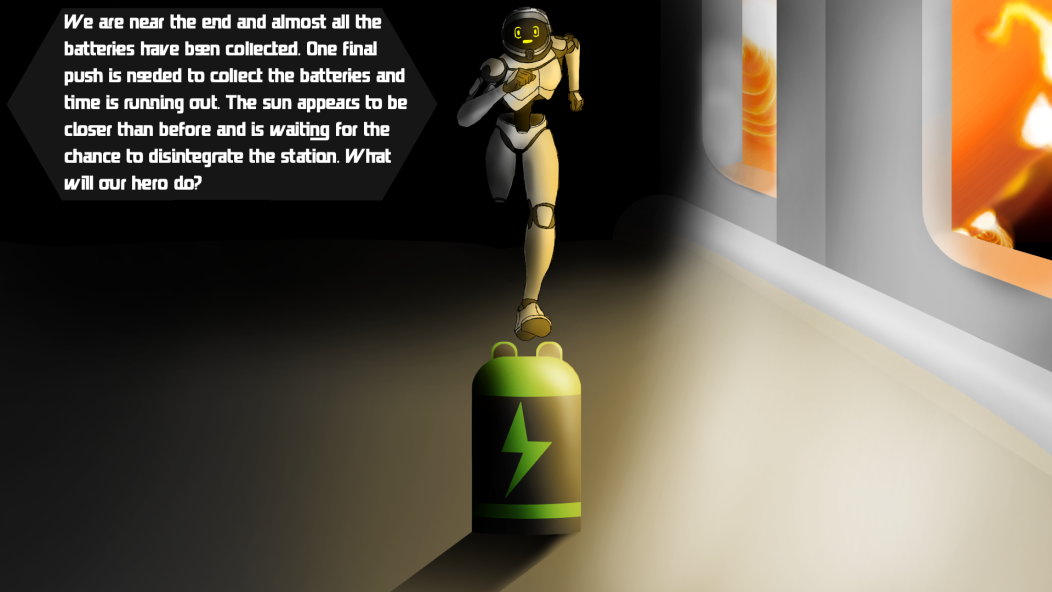 We are near the end and almost all the
batteries have been collected. One final
push is needed to collect the batteries and
time is running out. The sun appears to be
closer than before and is waiting for the
chance to disintegrate the station. What
will our hero do?